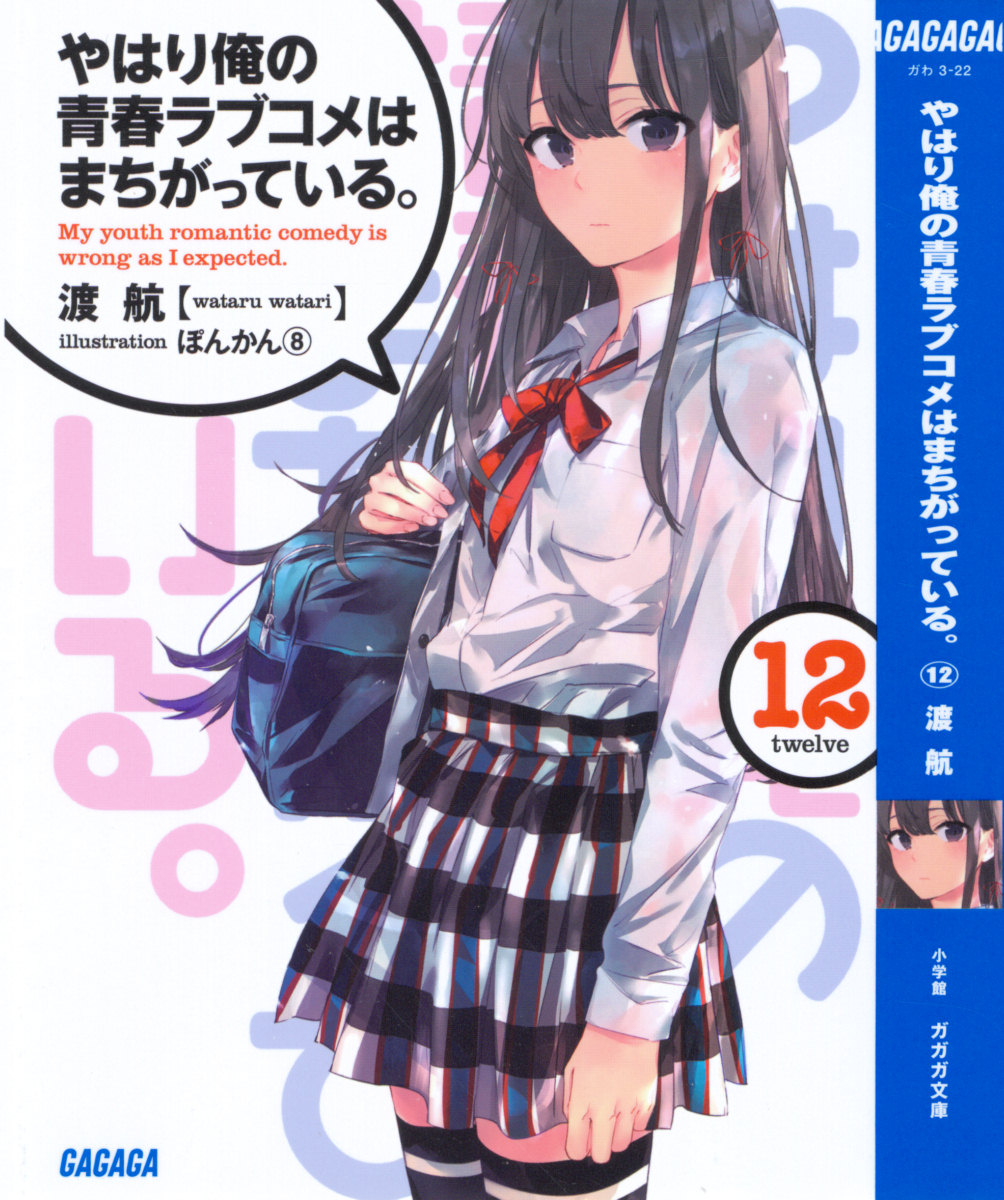 やはり俺の
青春ラブコメは
まちがっている。
My youth romantic comedy is
wrong as I expected.
渡 航【wataru watari】
illustration ぽんかん⑧
12
twelve
GAGAGA
AGAGAGAG
ガわ 3-22
やはり俺の青春ラブコメはまちがっている。 ⑫ 渡 航
小学館 ガガガ文庫